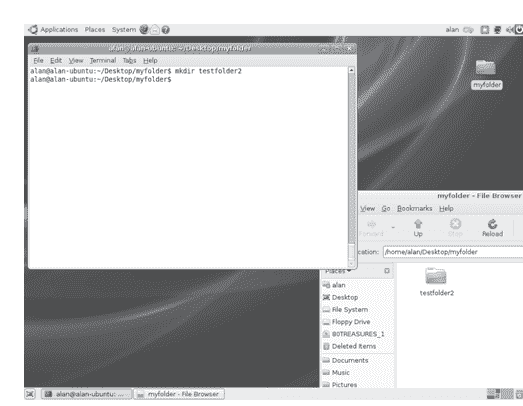 Applications Places System
alan
alan@alan-ubuntu: ~/Desktop/myfolder
File Edit View Terminal Tabs Help
alan@alan-ubuntu:~/Desktop/myfolder$ mkdir testfolder2
alan@alan-ubuntu:~/Desktop/myfolder$
myfolder
myfolder - File Browser
View Go Bookmarks Help
Forward Up Stop Reload
cation: /home/alan/Desktop/myfolder
Places
alan
Desktop
File System
Floppy Drive
80TREASURES_1
Deleted Items
Documents
Music
Pictures
testfolder2
alan@alan-ubuntu: ...
myfolder - File Browser